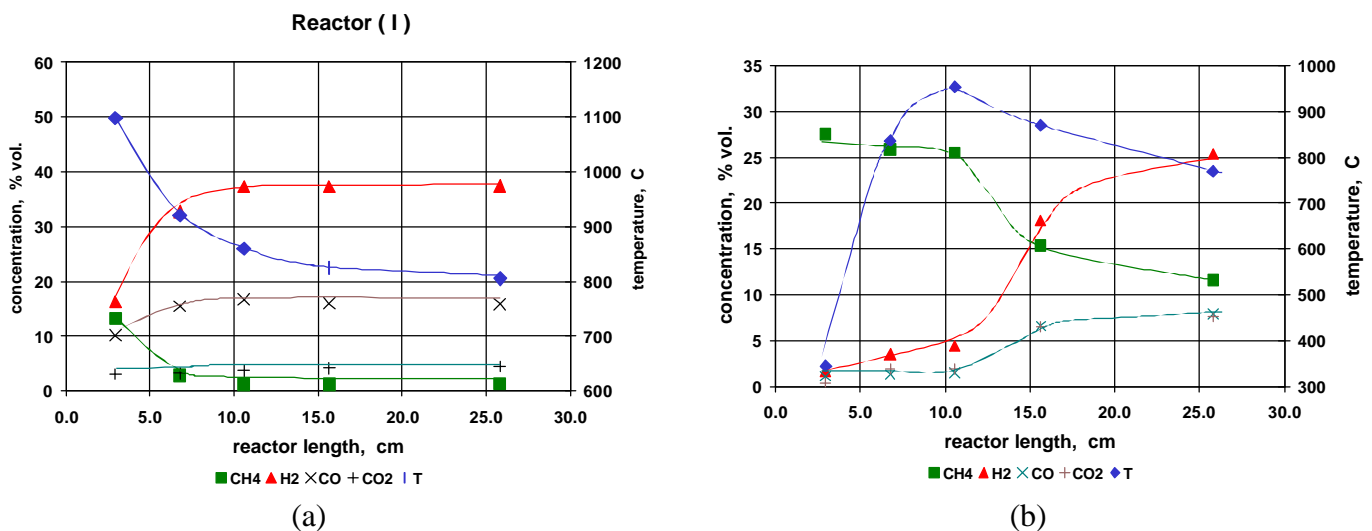 Reactor ( I )
60
50
40
30
20
10
0
concentration, % vol.
1200
1100
1000
900
800
700
600
temperature, C
0.0 5.0 10.0 15.0 20.0 25.0 30.0
reactor length, cm
CH4 H2 CO CO2 T
(a)
35
30
25
20
15
10
5
0
concentration, % vol.
1000
900
800
700
600
500
400
300
temperature, C
0.0 5.0 10.0 15.0 20.0 25.0 30.0
reactor length, cm
CH4 H2 CO CO2 T
(b)